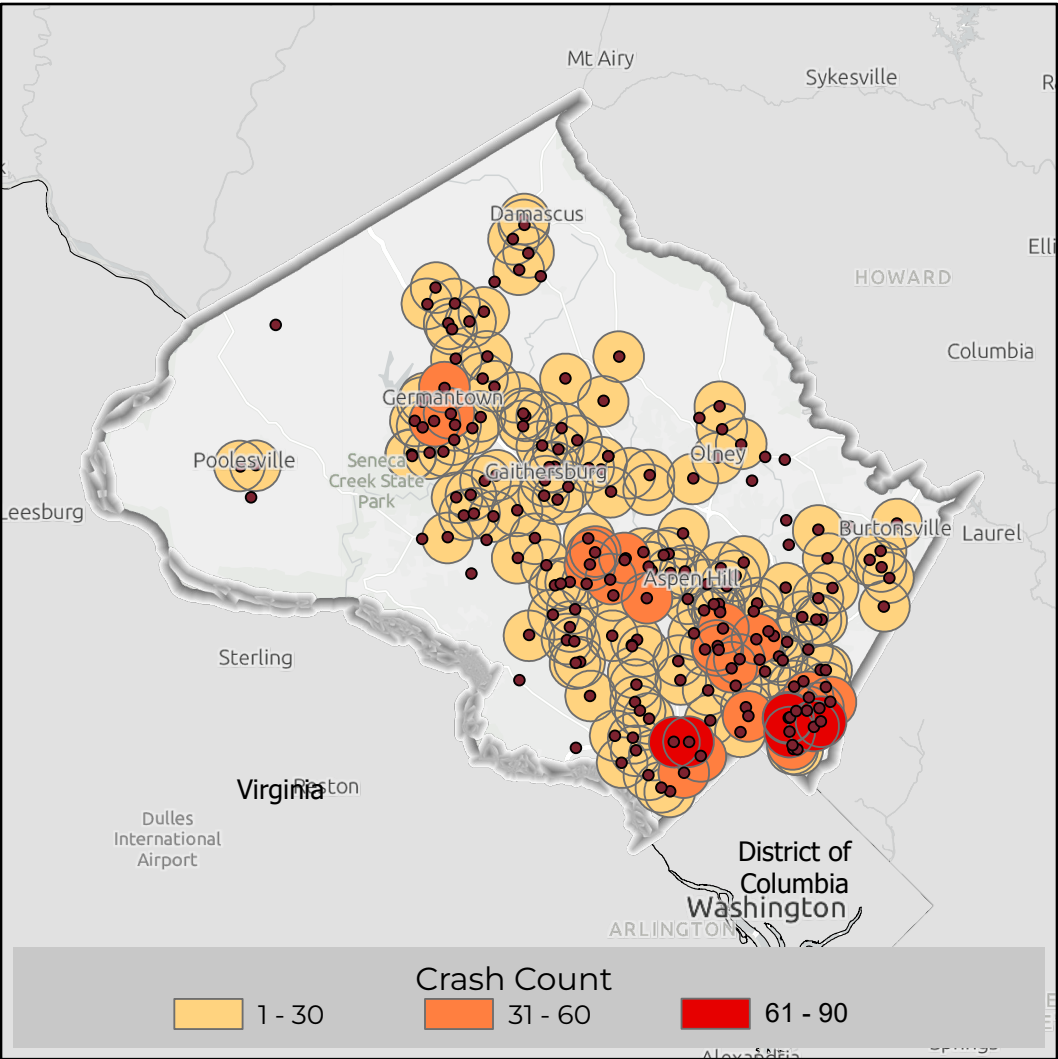 Mt Airy
Sykesville
R
Damascus
Elli
HOWARD
Columbia
Germantown
Poolesville
Seneca
Creek State
Park
Gaithersburg
Olney
Leesburg
Burtonsville
Laurel
Aspen Hill
Sterling
Virginia
Reston
Dulles
International
Airport
District of
Columbia
Washington
ARLINGTON
Crash Count
1 - 30
31 - 60
61 - 90
Alexandria
Springs